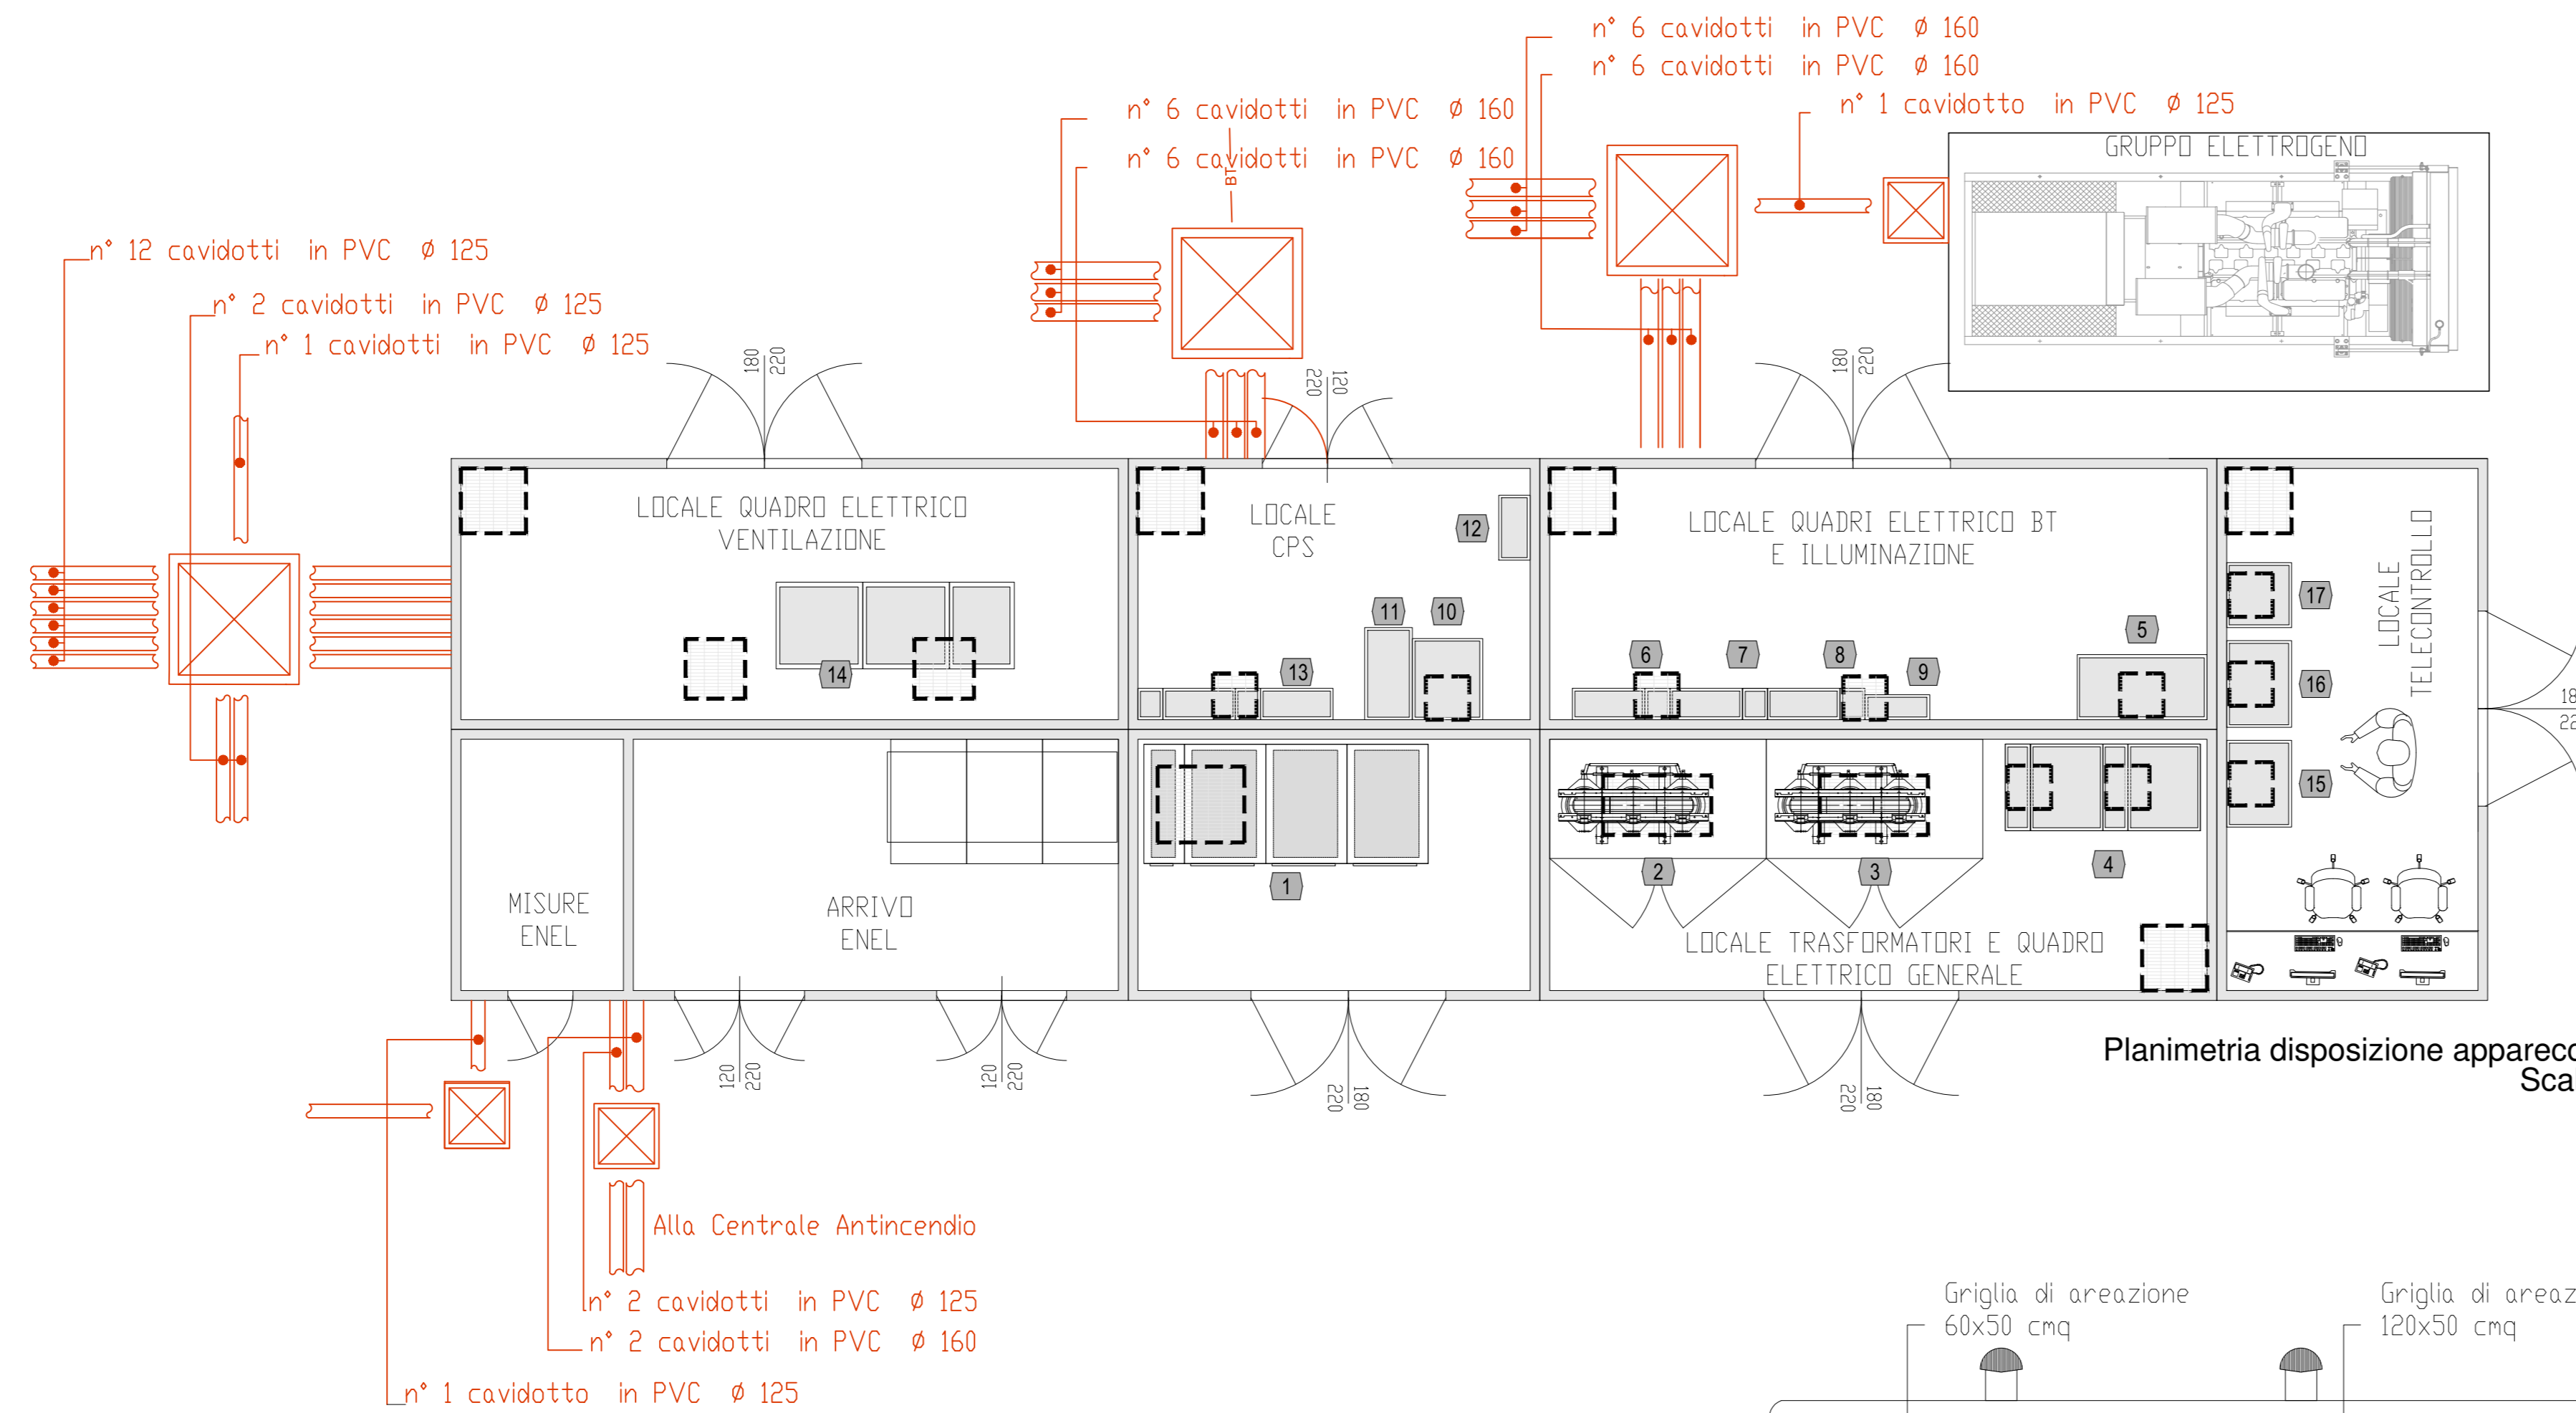 n° 6 cavidotti in PVC ø 160
n° 6 cavidotti in PVC ø 160
n° 1 cavidotto in PVC ø 125
n° 6 cavidotti in PVC ø 160
n° 6 cavidotti in PVC ø 160
BT
GRUPPO ELETTROGENO
n° 12 cavidotti in PVC ø 125
n° 2 cavidotti in PVC ø 125
n° 1 cavidotti in PVC ø 125
180
220
220
120
180
220
LOCALE QUADRO ELETTRICO
VENTILAZIONE
LOCALE
CPS
LOCALE QUADRI ELETTRICO BT
E ILLUMINAZIONE
LOCALE
TELECONTROLLO
12
11
10
13
14
6
7
8
9
5
17
16
15
18
22
1
2
3
4
MISURE
ENEL
ARRIVO
ENEL
LOCALE TRASFORMATORI E QUADRO
ELETTRICO GENERALE
120
220
120
220
220
180
220
180
Planimetria disposizione apparecc
Sca
Alla Centrale Antincendio
n° 2 cavidotti in PVC ø 125
n° 2 cavidotti in PVC ø 160
n° 1 cavidotto in PVC ø 125
Griglia di areazione
60x50 cmq
Griglia di areaz
120x50 cmq